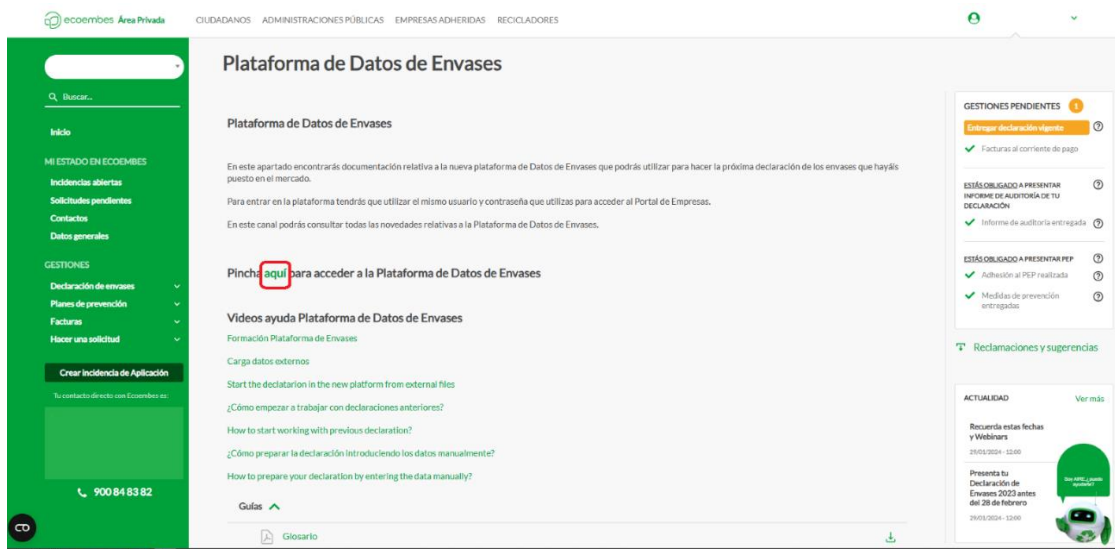 ecoembes Área Privada
CIUDADANOS ADMINISTRACIONES PÚBLICAS EMPRESAS ADHERIDAS RECICLADORES
Buscar...
Inicio
MI ESTADO EN ECOEMBES
Incidencias abiertas
Solicitudes pendientes
Contactos
Datos generales
GESTIONES
Declaración de envases
Planes de prevención
Facturas
Hacer una solicitud
Crear incidencia de Aplicación
Tu contacto directo con Ecoembes es:
900 84 83 82
Plataforma de Datos de Envases
Plataforma de Datos de Envases
En este apartado encontrarás documentación relativa a la nueva plataforma de Datos de Envases que podrás utilizar para hacer la próxima declaración de los envases que hayáis
puesto en el mercado.
Para entrar en la plataforma tendrás que utilizar el mismo usuario y contraseña que utilizas para acceder al Portal de Empresas.
En este canal podrás consultar todas las novedades relativas a la Plataforma de Datos de Envases.
Pincha aquí para acceder a la Plataforma de Datos de Envases
Videos ayuda Plataforma de Datos de Envases
Formación Plataforma de Envases
Carga datos externos
Start the declatarion in the new platform from external files
¿Cómo empezar a trabajar con declaraciones anteriores?
How to start working with previous declaration?
¿Cómo preparar la declaración introduciendo los datos manualmente?
How to prepare your declaration by entering the data manually?
Guías
Glosario
GESTIONES PENDIENTES 1
Entregar declaración vigente
Facturas al corriente de pago
ESTÁS OBLIGADO A PRESENTAR
INFORME DE AUDITORÍA DE TU
DECLARACIÓN
Informe de auditoría entregada
ESTÁS OBLIGADO A PRESENTAR PEP
Adhesión al PEP realizada
Medidas de prevención
entregadas
Reclamaciones y sugerencias
ACTUALIDAD Ver más
Recuerda estas fechas
y Webinars
29/01/2024 - 12:00
Presenta tu
Declaración de
Envases 2023 antes
del 28 de febrero
29/01/2024 - 12:00